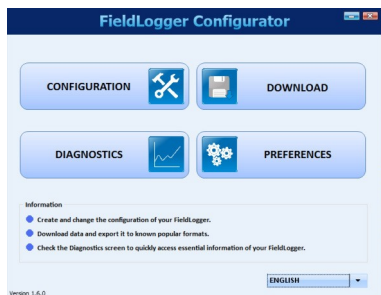 FieldLogger Configurator
CONFIGURATION
DOWNLOAD
DIAGNOSTICS
PREFERENCES
Information
Create and change the configuration of your FieldLogger.
Download data and export it to known popular formats.
Check the Diagnostics screen to quickly access essential information of your FieldLogger.
ENGLISH
Version 1.6.0